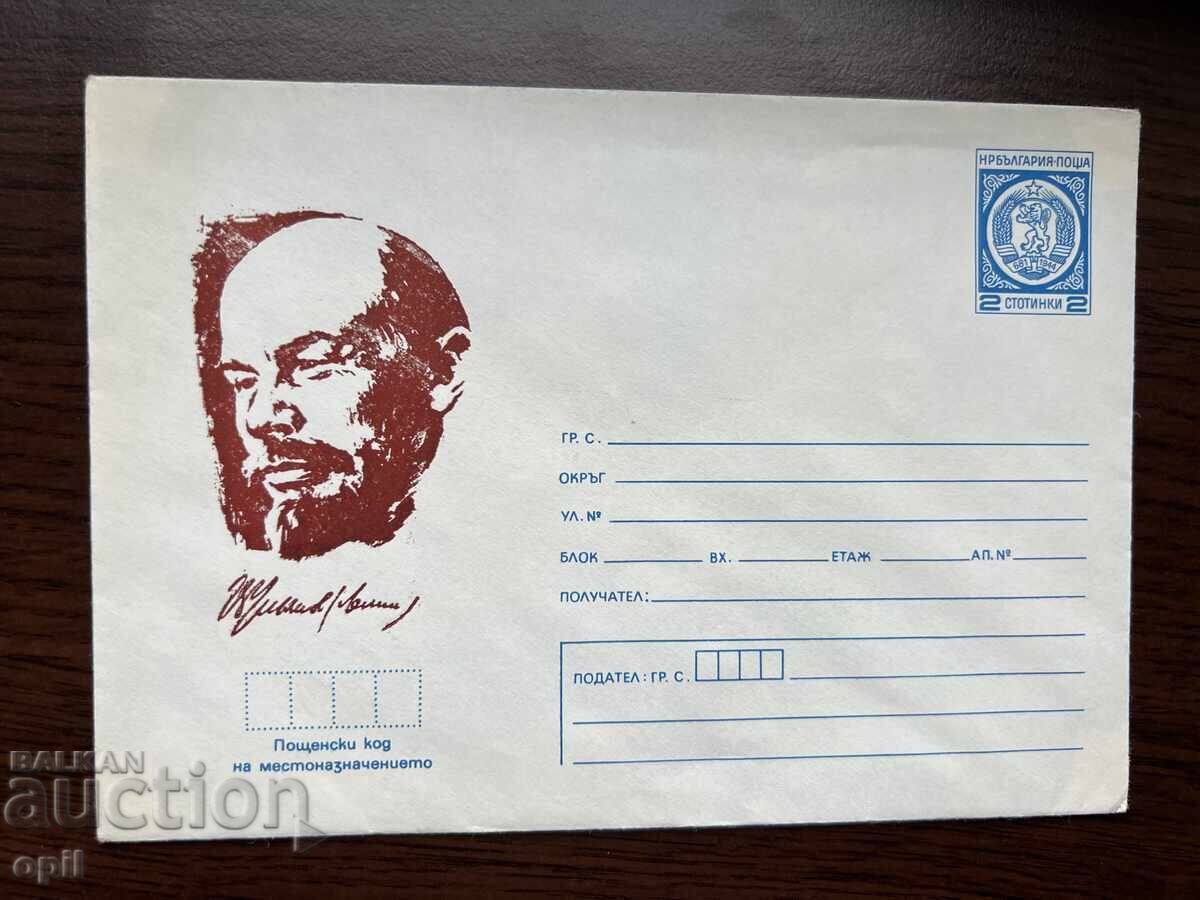 НРБЪЛГАРИЯ·ПОЩА
681 1944
2 СТОТИНКИ 2
ГР. С.
ОКРЪГ
УЛ. №
БЛОК ВХ. ЕТАЖ АП. №
ПОЛУЧАТЕЛ:
ПОДАТЕЛ: ГР. С.
Пощенски код
на местоназначението
BALKAN
auction
opil